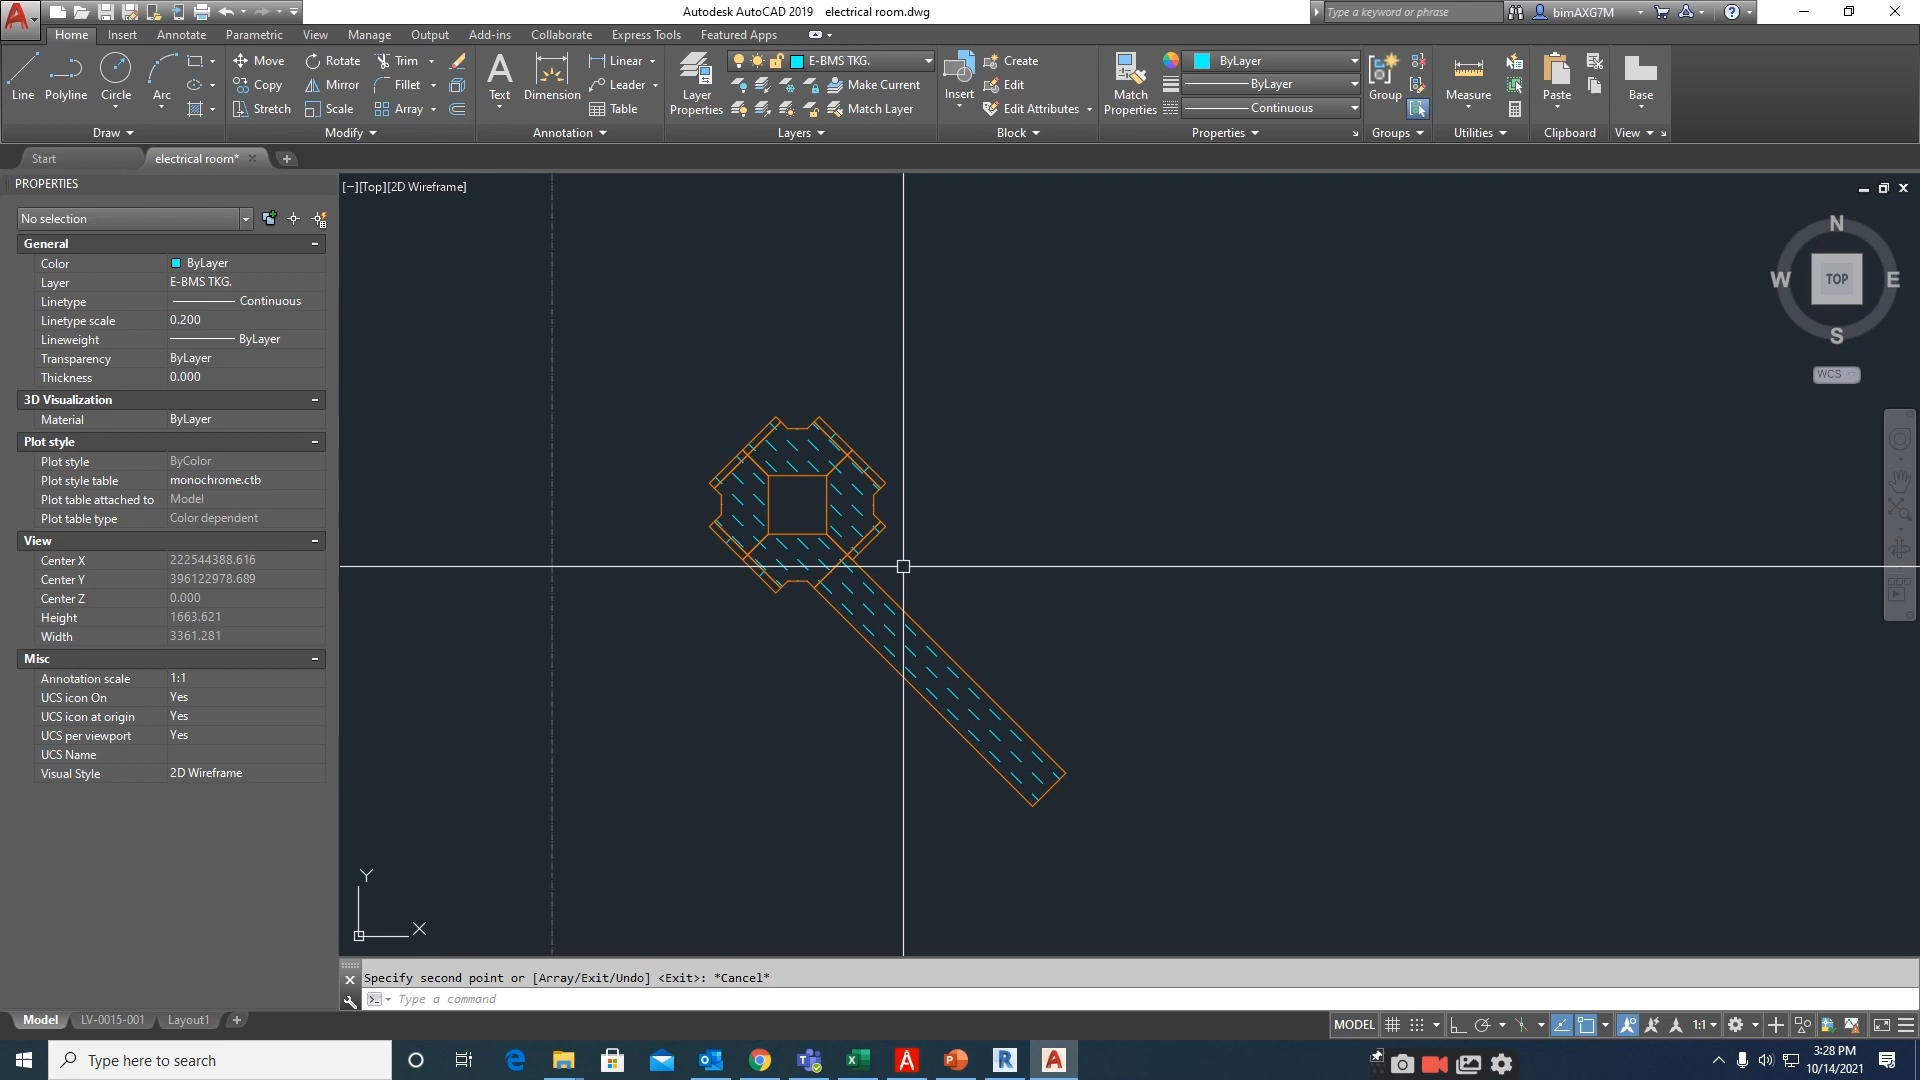 Autodesk AutoCAD 2019 electrical room.dwg
Type a keyword or phrase
bimAXG7M
Home Insert Annotate Parametric View Manage Output Add-ins Collaborate Express Tools Featured Apps
Line Polyline Circle Arc
Draw
Move Rotate Trim
Copy Mirror Fillet
Stretch Scale Array
Modify
Text Dimension
Linear
Leader
Table
Annotation
Layer Properties
E-BMS TKG.
Make Current
Match Layer
Layers
Insert
Create
Edit
Edit Attributes
Block
Match Properties
ByLayer
ByLayer
Continuous
Properties
Group
Groups
Measure
Utilities
Paste
Clipboard
Base
View
Start electrical room*
PROPERTIES
No selection
General
Color ByLayer
Layer E-BMS TKG.
Linetype Continuous
Linetype scale 0.200
Lineweight ByLayer
Transparency ByLayer
Thickness 0.000
3D Visualization
Material ByLayer
Plot style
Plot style ByColor
Plot style table monochrome.ctb
Plot table attached to Model
Plot table type Color dependent
View
Center X 222544388.616
Center Y 396122978.689
Center Z 0.000
Height 1663.621
Width 3361.281
Misc
Annotation scale 1:1
UCS icon On Yes
UCS icon at origin Yes
UCS per viewport Yes
UCS Name
Visual Style 2D Wireframe
[−][Top][2D Wireframe]
N
W TOP E
S
WCS
Y
X
Specify second point or [Array/Exit/Undo] <Exit>: *Cancel*
Type a command
Model LV-0015-001 Layout1
MODEL 1:1
Type here to search
3:28 PM
10/14/2021